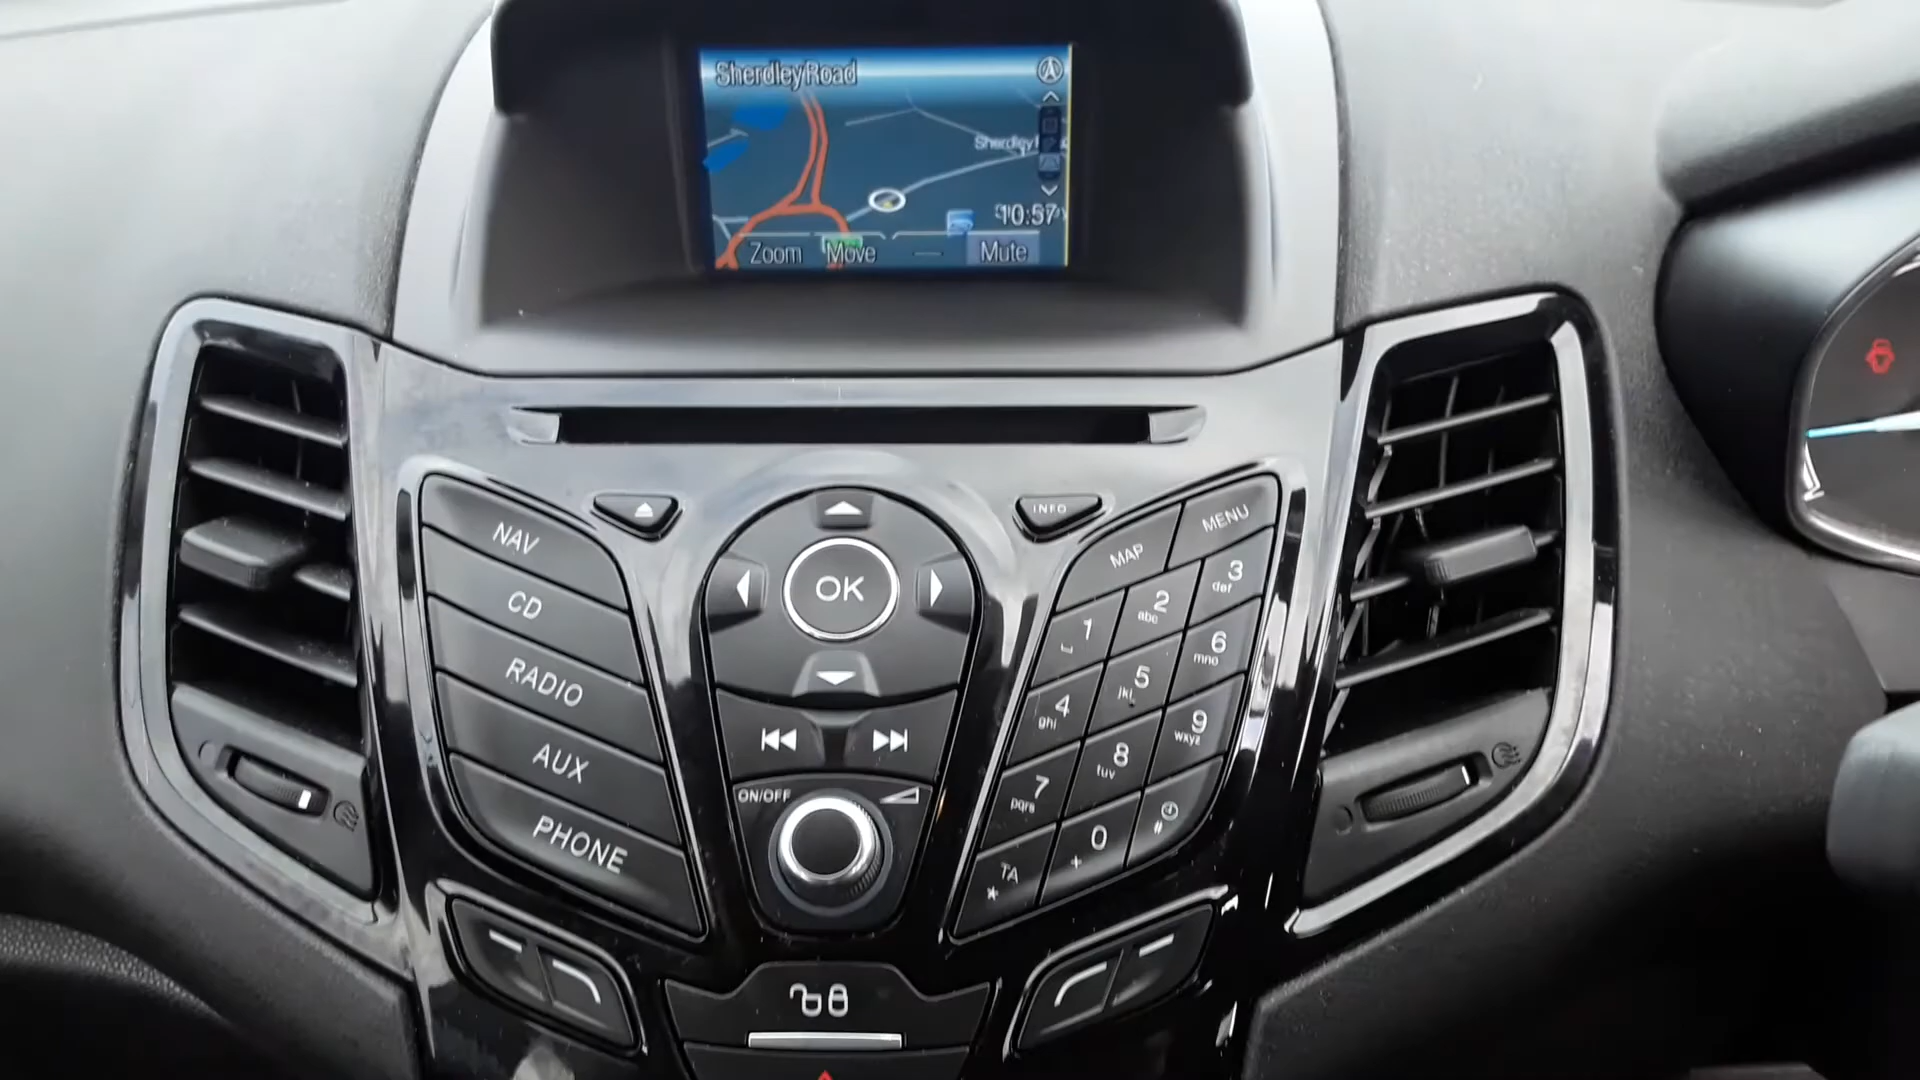 Sherdley Road
10:57
Zoom
Move
Mute
INFO
NAV
CD
RADIO
AUX
PHONE
OK
ON/OFF
MAP
MENU
1
2 abc
3 def
4 ghi
5 jkl
6 mno
7 pqrs
8 tuv
9 wxyz
TA *
0 +
#